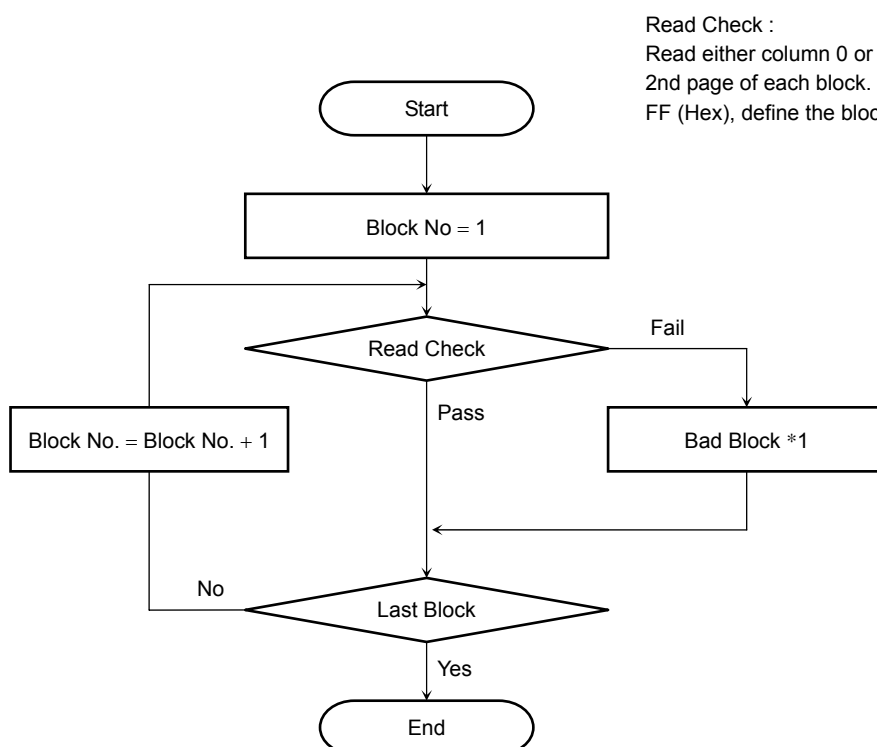 Read Check :
Read either column 0 or
2nd page of each block.
FF (Hex), define the
Start
Block No = 1
Read Check
Fail
Pass
Block No. = Block No. + 1
Bad Block *1
No
Last Block
Yes
End